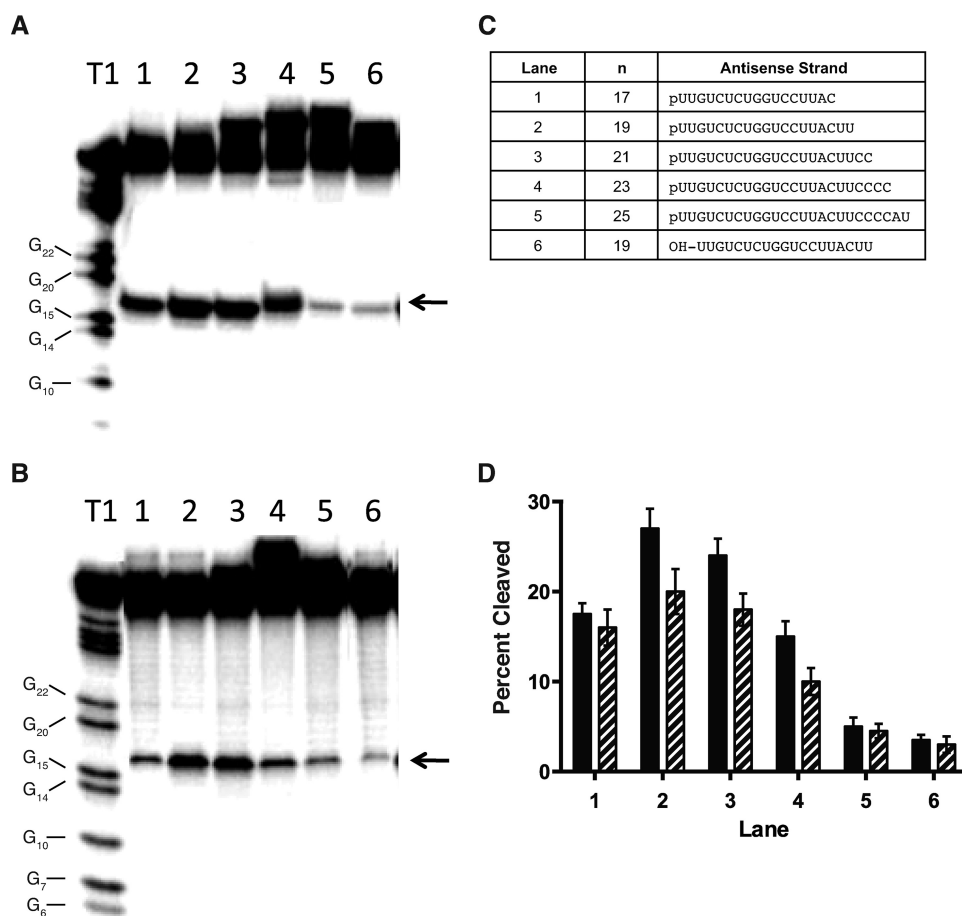 A
T1 1 2 3 4 5 6
G22
G20
G15
G14
G10
B
T1 1 2 3 4 5 6
G22
G20
G15
G14
G10
G7
G6
C
Lane n Antisense Strand
1 17 pUUGUCUCUGGUCCUUAC
2 19 pUUGUCUCUGGUCCUUACUU
3 21 pUUGUCUCUGGUCCUUACUUCC
4 23 pUUGUCUCUGGUCCUUACUUCCCC
5 25 pUUGUCUCUGGUCCUUACUUCCCCAU
6 19 OH-UUGUCUCUGGUCCUUACUU
D
Percent Cleaved
30
20
10
0
1 2 3 4 5 6
Lane